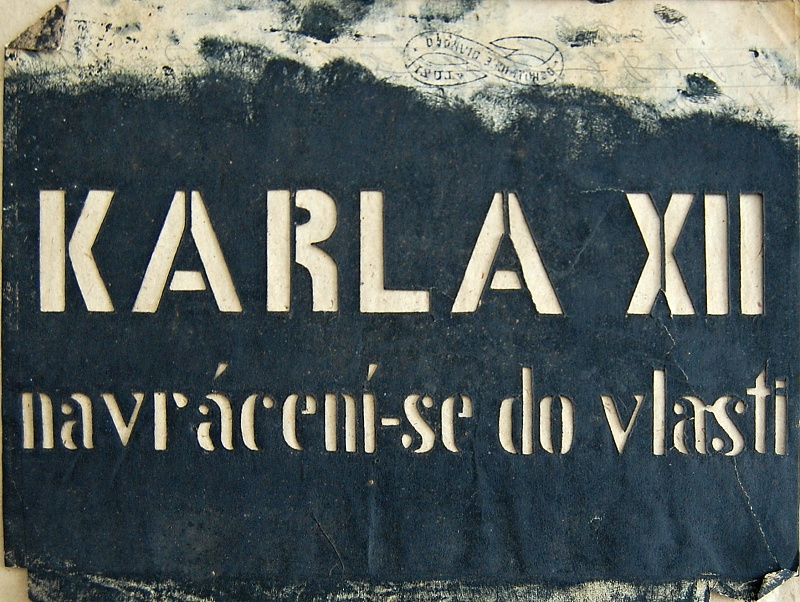 KARLA XII
navrácení-se do vlasti